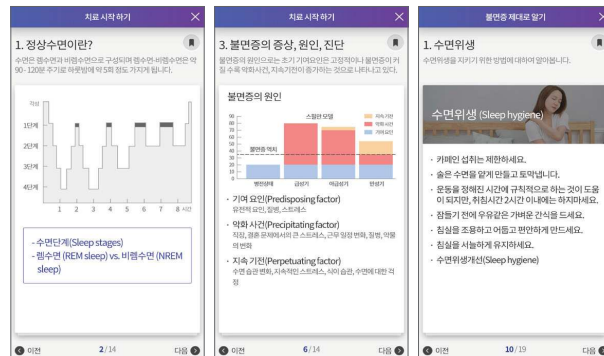 치료 시작 하기
1. 정상수면이란?
수면은 렘수면과 비렘수면으로 구성되며 렘수면-비렘수면은 약
90 - 120분 주기로 하룻밤에 약 5회 정도 가지게 됩니다.
각성
1단계
2단계
3단계
4단계
1 2 3 4 5 6 7 8 시간
- 수면단계(Sleep stages)
- 렘수면 (REM sleep) vs. 비렘수면 (NREM
sleep)
이전
2 / 14
다음
치료 시작 하기
3. 불면증의 증상, 원인, 진단
불면증의 원인으로는 초기 기여요인은 고정적이나 불면증이 커
질 수록 악화사건, 지속기전이 증가하는 것으로 나타나고 있다.
불면증의 원인
스필만 모델
지속 기전
악화 사건
기여 요인
90
80
70
60
50
불면증 역치
40
30
20
10
0
병전상태 급성기 아급성기 만성기
· 기여 요인(Predisposing factor)
유전적 요인, 질병, 스트레스
· 악화 사건(Precipitating factor)
직장, 결혼 문제에서의 큰 스트레스, 근무 일정 변화, 질병, 약물
의 변화
· 지속 기전(Perpetuating factor)
수면 습관 변화, 지속적인 스트레스, 식이 습관, 수면에 대한 걱
정
이전
6 / 14
다음
불면증 제대로 알기
1. 수면위생
수면위생을 지키기 위한 방법에 대하여 알아봅니다.
수면위생 (Sleep hygiene)
· 카페인 섭취는 제한하세요.
· 술은 수면을 얕게 만들고 토막냅니다.
· 운동을 정해진 시간에 규칙적으로 하는 것이 도움
이 되지만, 취침시간 2시간 이내에는 하지마세요.
· 잠들기 전에 우유같은 가벼운 간식을 드세요.
· 침실을 조용하고 어둡고 편안하게 만드세요.
· 침실을 서늘하게 유지하세요.
· 수면위생개선(Sleep hygiene)
이전
10 / 19
다음